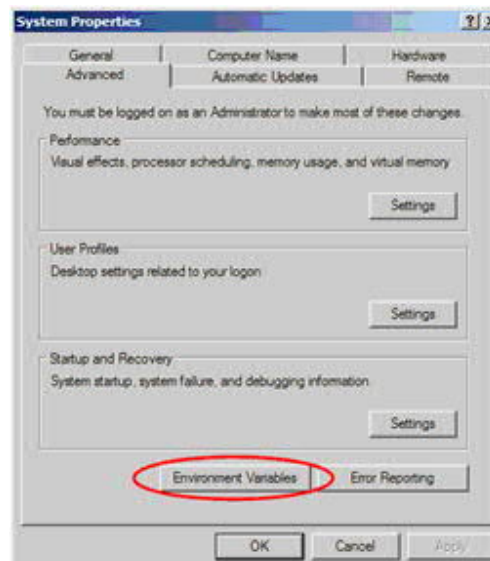 System Properties
General Computer Name Hardware
Advanced Automatic Updates Remote
You must be logged on as an Administrator to make most of these changes.
Performance
Visual effects, processor scheduling, memory usage, and virtual memory
Settings
User Profiles
Desktop settings related to your logon
Settings
Startup and Recovery
System startup, system failure, and debugging information
Settings
Environment Variables Error Reporting
OK Cancel Apply